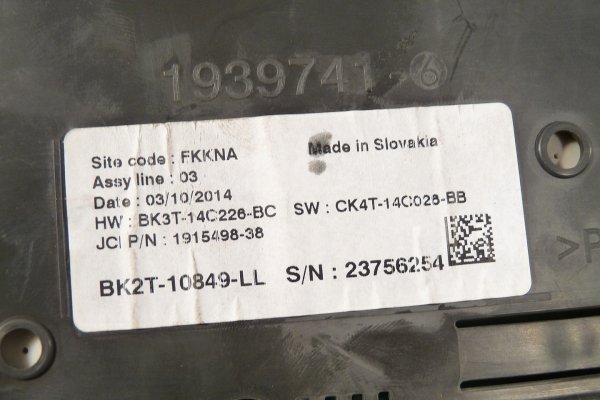 1939741-6
Site code : FKKNA Made in Slovakia
Assy line : 03
Date : 03/10/2014
HW : BK3T-14C226-BC SW : CK4T-14C026-BB
JCI P/N : 1915498-38
BK2T-10849-LL S/N : 23756254
>P